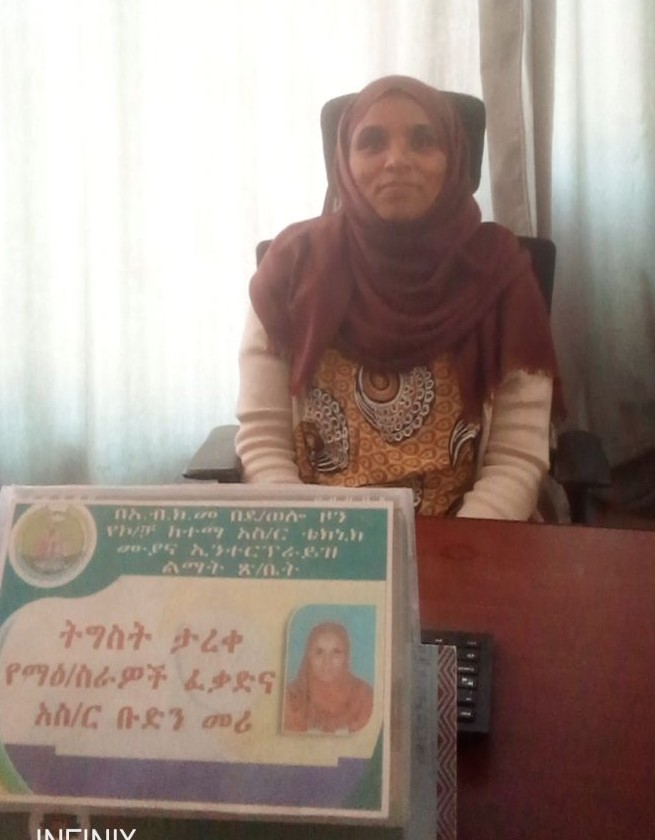 በአ.ብ.ክ.መ በደ/ወሎ ዞን
የኮ/ቻ ከተማ አስ/ር ቴክኒክ
ሙያና ኢንተርፕራይዝ
ልማት ጽ/ቤት
ትግስት ታረቀ
የማዕ/ስራዎች ፈቃድና
አስ/ር ቡድን መሪ
INFINIX